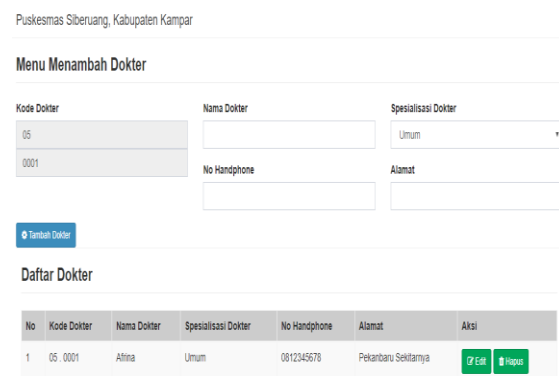 Puskesmas Siberuang, Kabupaten Kampar
Menu Menambah Dokter
Kode Dokter Nama Dokter Spesialisasi Dokter
05 Umum
0001
No Handphone Alamat
Tambah Dokter
Daftar Dokter
No Kode Dokter Nama Dokter Spesialisasi Dokter No Handphone Alamat Aksi
1 05 . 0001 Afrina Umum 0812345678 Pekanbaru Sekitarnya Edit Hapus